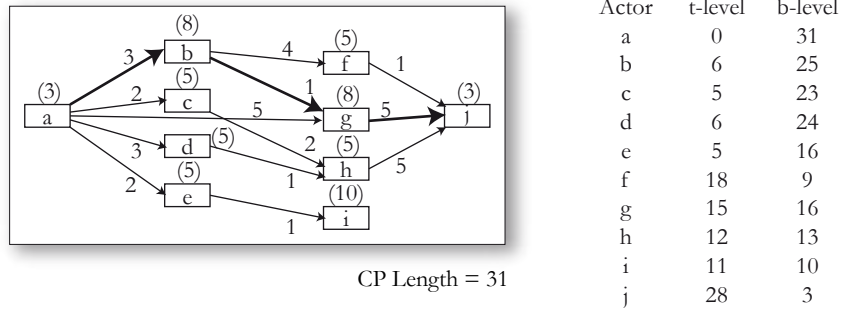 (8)
b
3
4
(5)
f
1
(5)
c
1
(3)
a
2
5
(8)
g
5
(3)
j
3
d
(5)
2
(5)
h
5
2
(5)
e
1
(10)
i
1
CP Length = 31
Actor t-level b-level
a 0 31
b 6 25
c 5 23
d 6 24
e 5 16
f 18 9
g 15 16
h 12 13
i 11 10
j 28 3